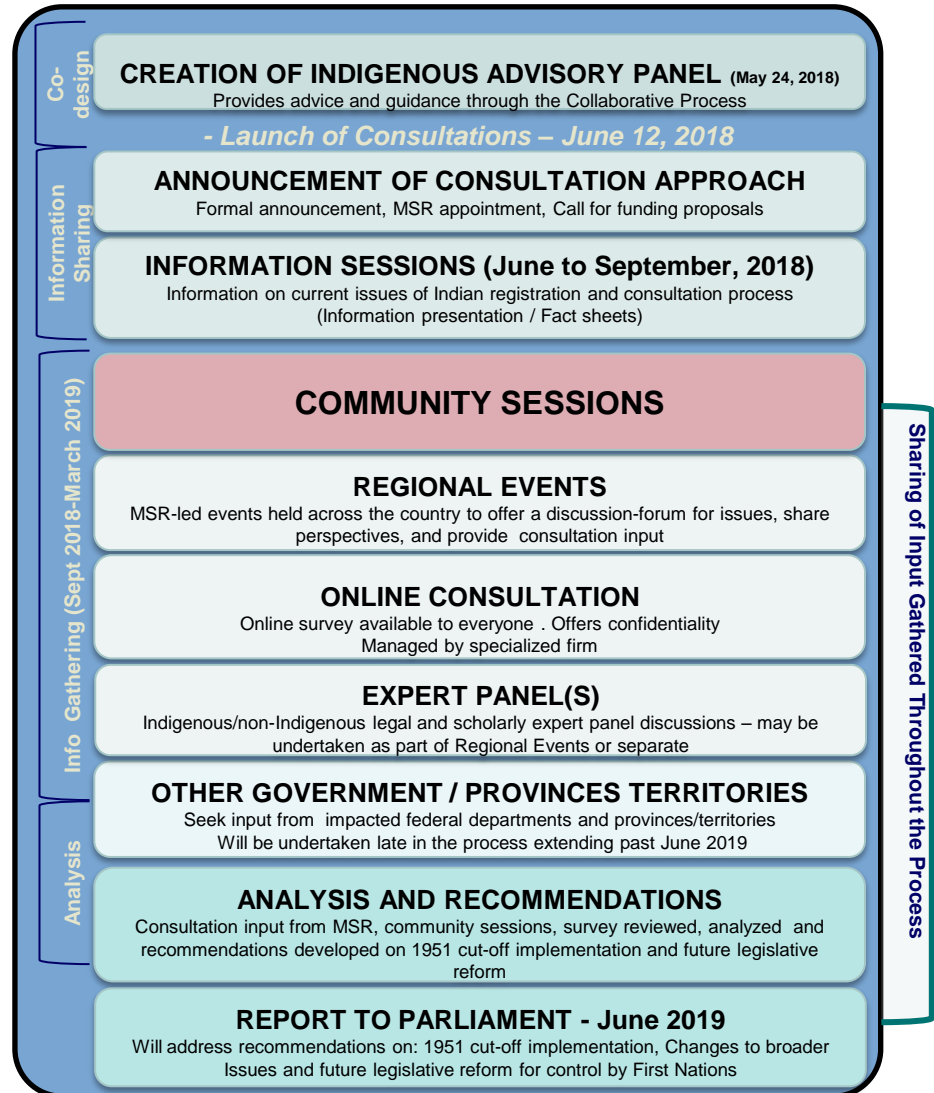 Co-
design
CREATION OF INDIGENOUS ADVISORY PANEL (May 24, 2018)
Provides advice and guidance through the Collaborative Process
- Launch of Consultations – June 12, 2018
Information
Sharing
ANNOUNCEMENT OF CONSULTATION APPROACH
Formal announcement, MSR appointment, Call for funding proposals
INFORMATION SESSIONS (June to September, 2018)
Information on current issues of Indian registration and consultation process
(Information presentation / Fact sheets)
Info Gathering (Sept 2018-March 2019)
COMMUNITY SESSIONS
REGIONAL EVENTS
MSR-led events held across the country to offer a discussion-forum for issues, share
perspectives, and provide consultation input
ONLINE CONSULTATION
Online survey available to everyone . Offers confidentiality
Managed by specialized firm
EXPERT PANEL(S)
Indigenous/non-Indigenous legal and scholarly expert panel discussions – may be
undertaken as part of Regional Events or separate
OTHER GOVERNMENT / PROVINCES TERRITORIES
Seek input from impacted federal departments and provinces/territories
Will be undertaken late in the process extending past June 2019
Analysis
ANALYSIS AND RECOMMENDATIONS
Consultation input from MSR, community sessions, survey reviewed, analyzed and
recommendations developed on 1951 cut-off implementation and future legislative
reform
REPORT TO PARLIAMENT - June 2019
Will address recommendations on: 1951 cut-off implementation, Changes to broader
Issues and future legislative reform for control by First Nations
Sharing of Input Gathered Throughout the Process